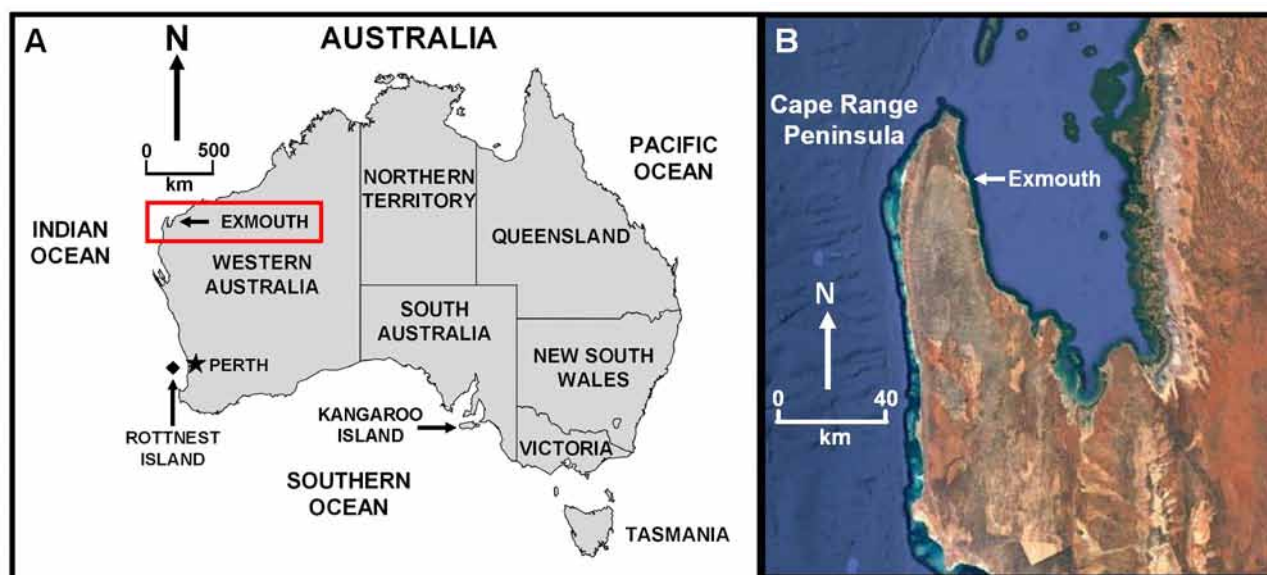 A
N
AUSTRALIA
0 500
km
PACIFIC
OCEAN
NORTHERN
TERRITORY
INDIAN
OCEAN
EXMOUTH
QUEENSLAND
WESTERN
AUSTRALIA
SOUTH
AUSTRALIA
PERTH
NEW SOUTH
WALES
KANGAROO
ISLAND
ROTTNEST
ISLAND
VICTORIA
SOUTHERN
OCEAN
TASMANIA
B
Cape Range
Peninsula
Exmouth
N
0 40
km